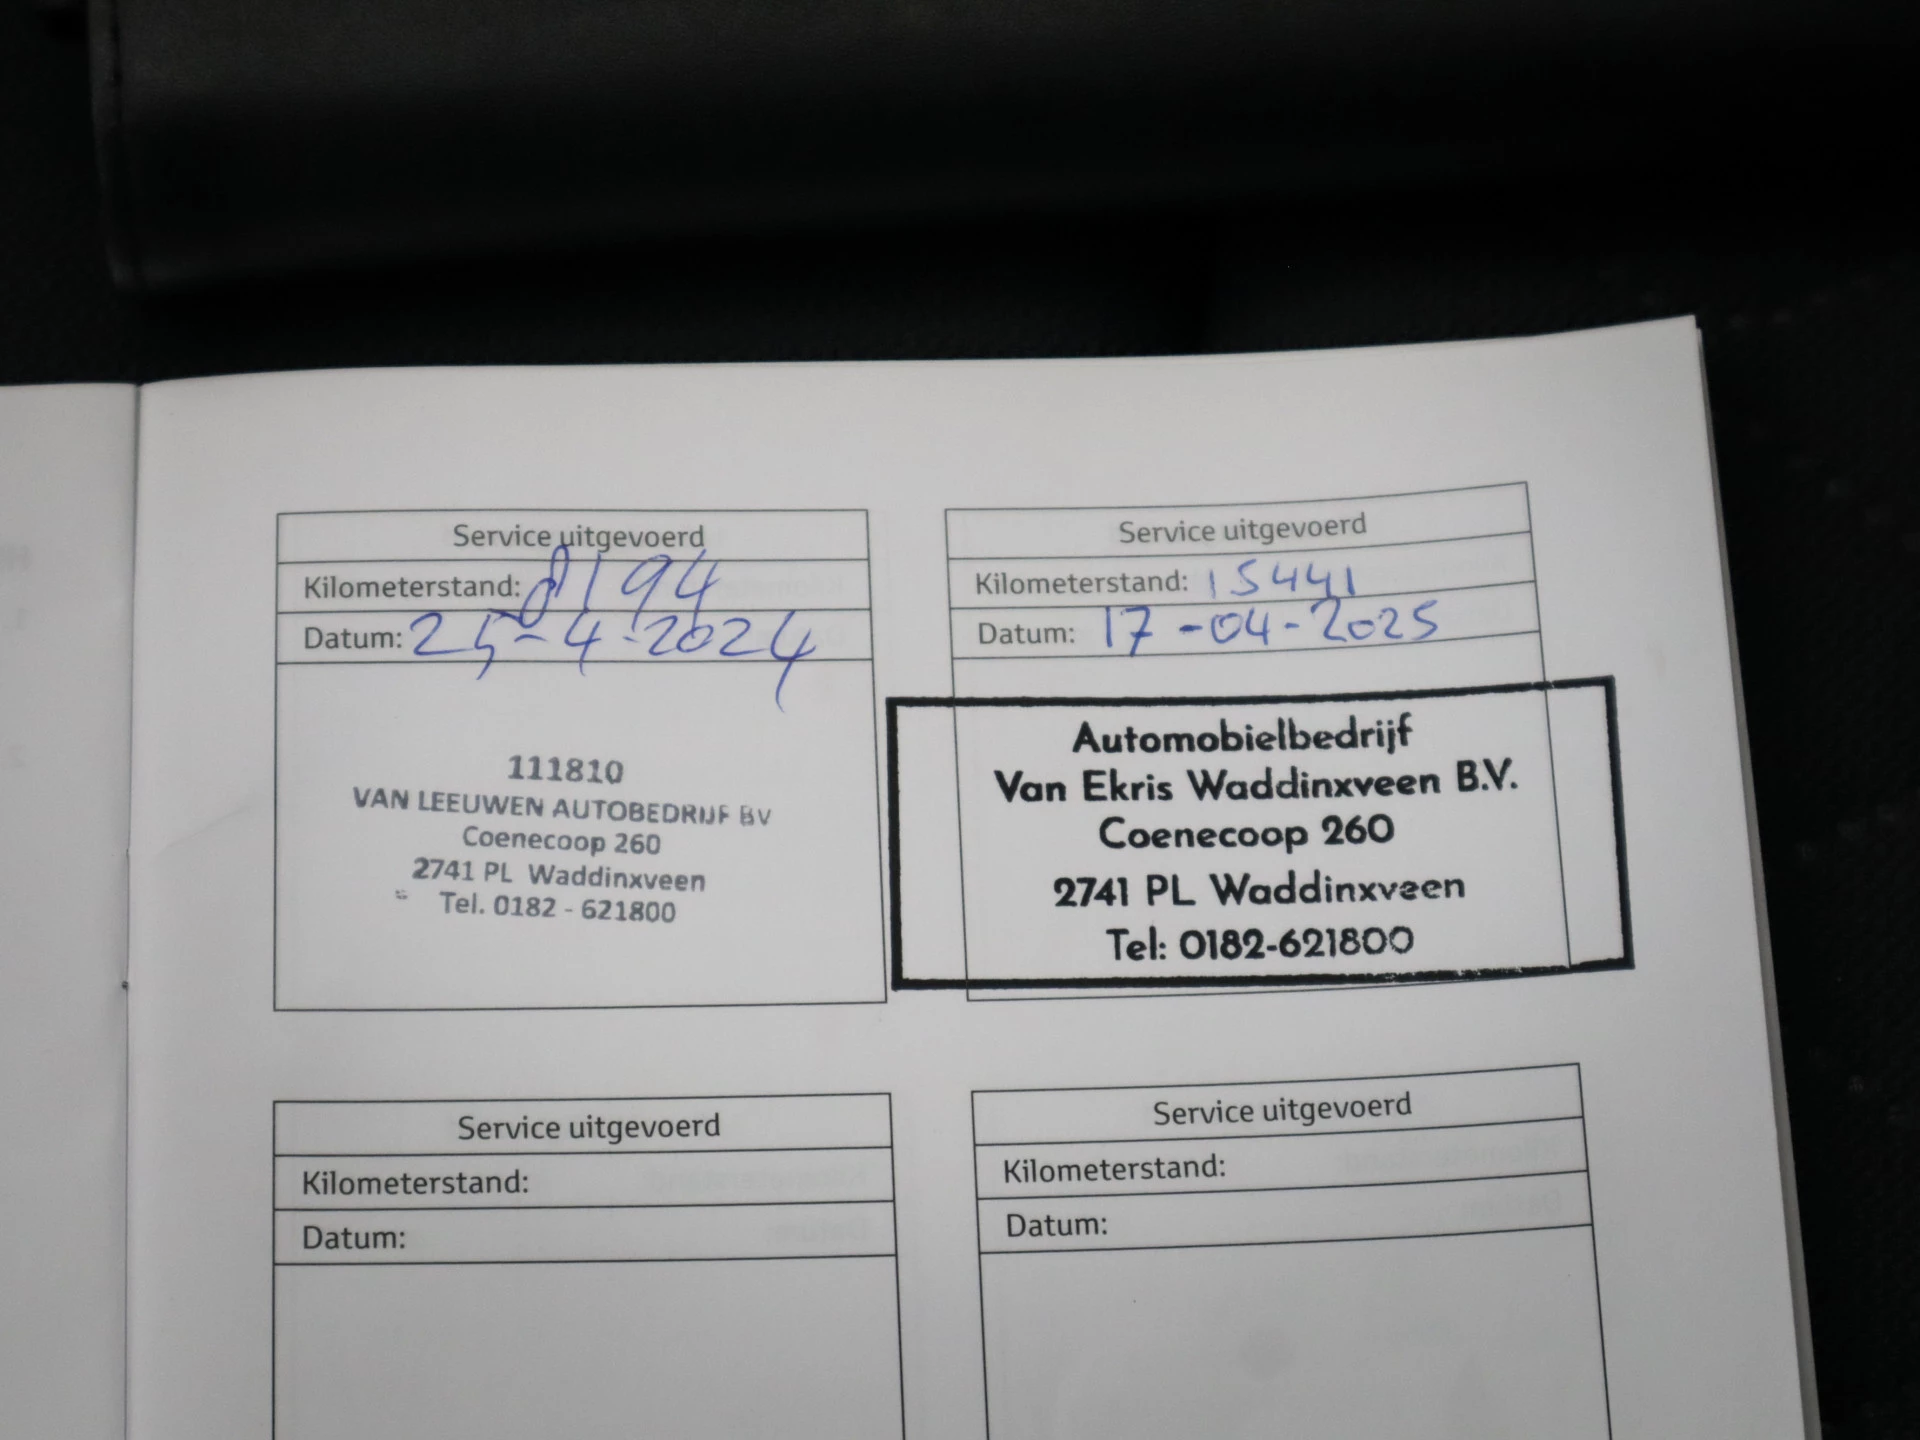 Service uitgevoerd
Kilometerstand: 8194
Datum: 25-4-2024
111810
VAN LEEUWEN AUTOBEDRIJF BV
Coenecoop 260
2741 PL Waddinxveen
Tel. 0182 - 621800
Service uitgevoerd
Kilometerstand: 15441
Datum: 17-04-2025
Automobielbedrijf
Van Ekris Waddinxveen B.V.
Coenecoop 260
2741 PL Waddinxveen
Tel: 0182-621800
Service uitgevoerd
Kilometerstand:
Datum:
Service uitgevoerd
Kilometerstand:
Datum: